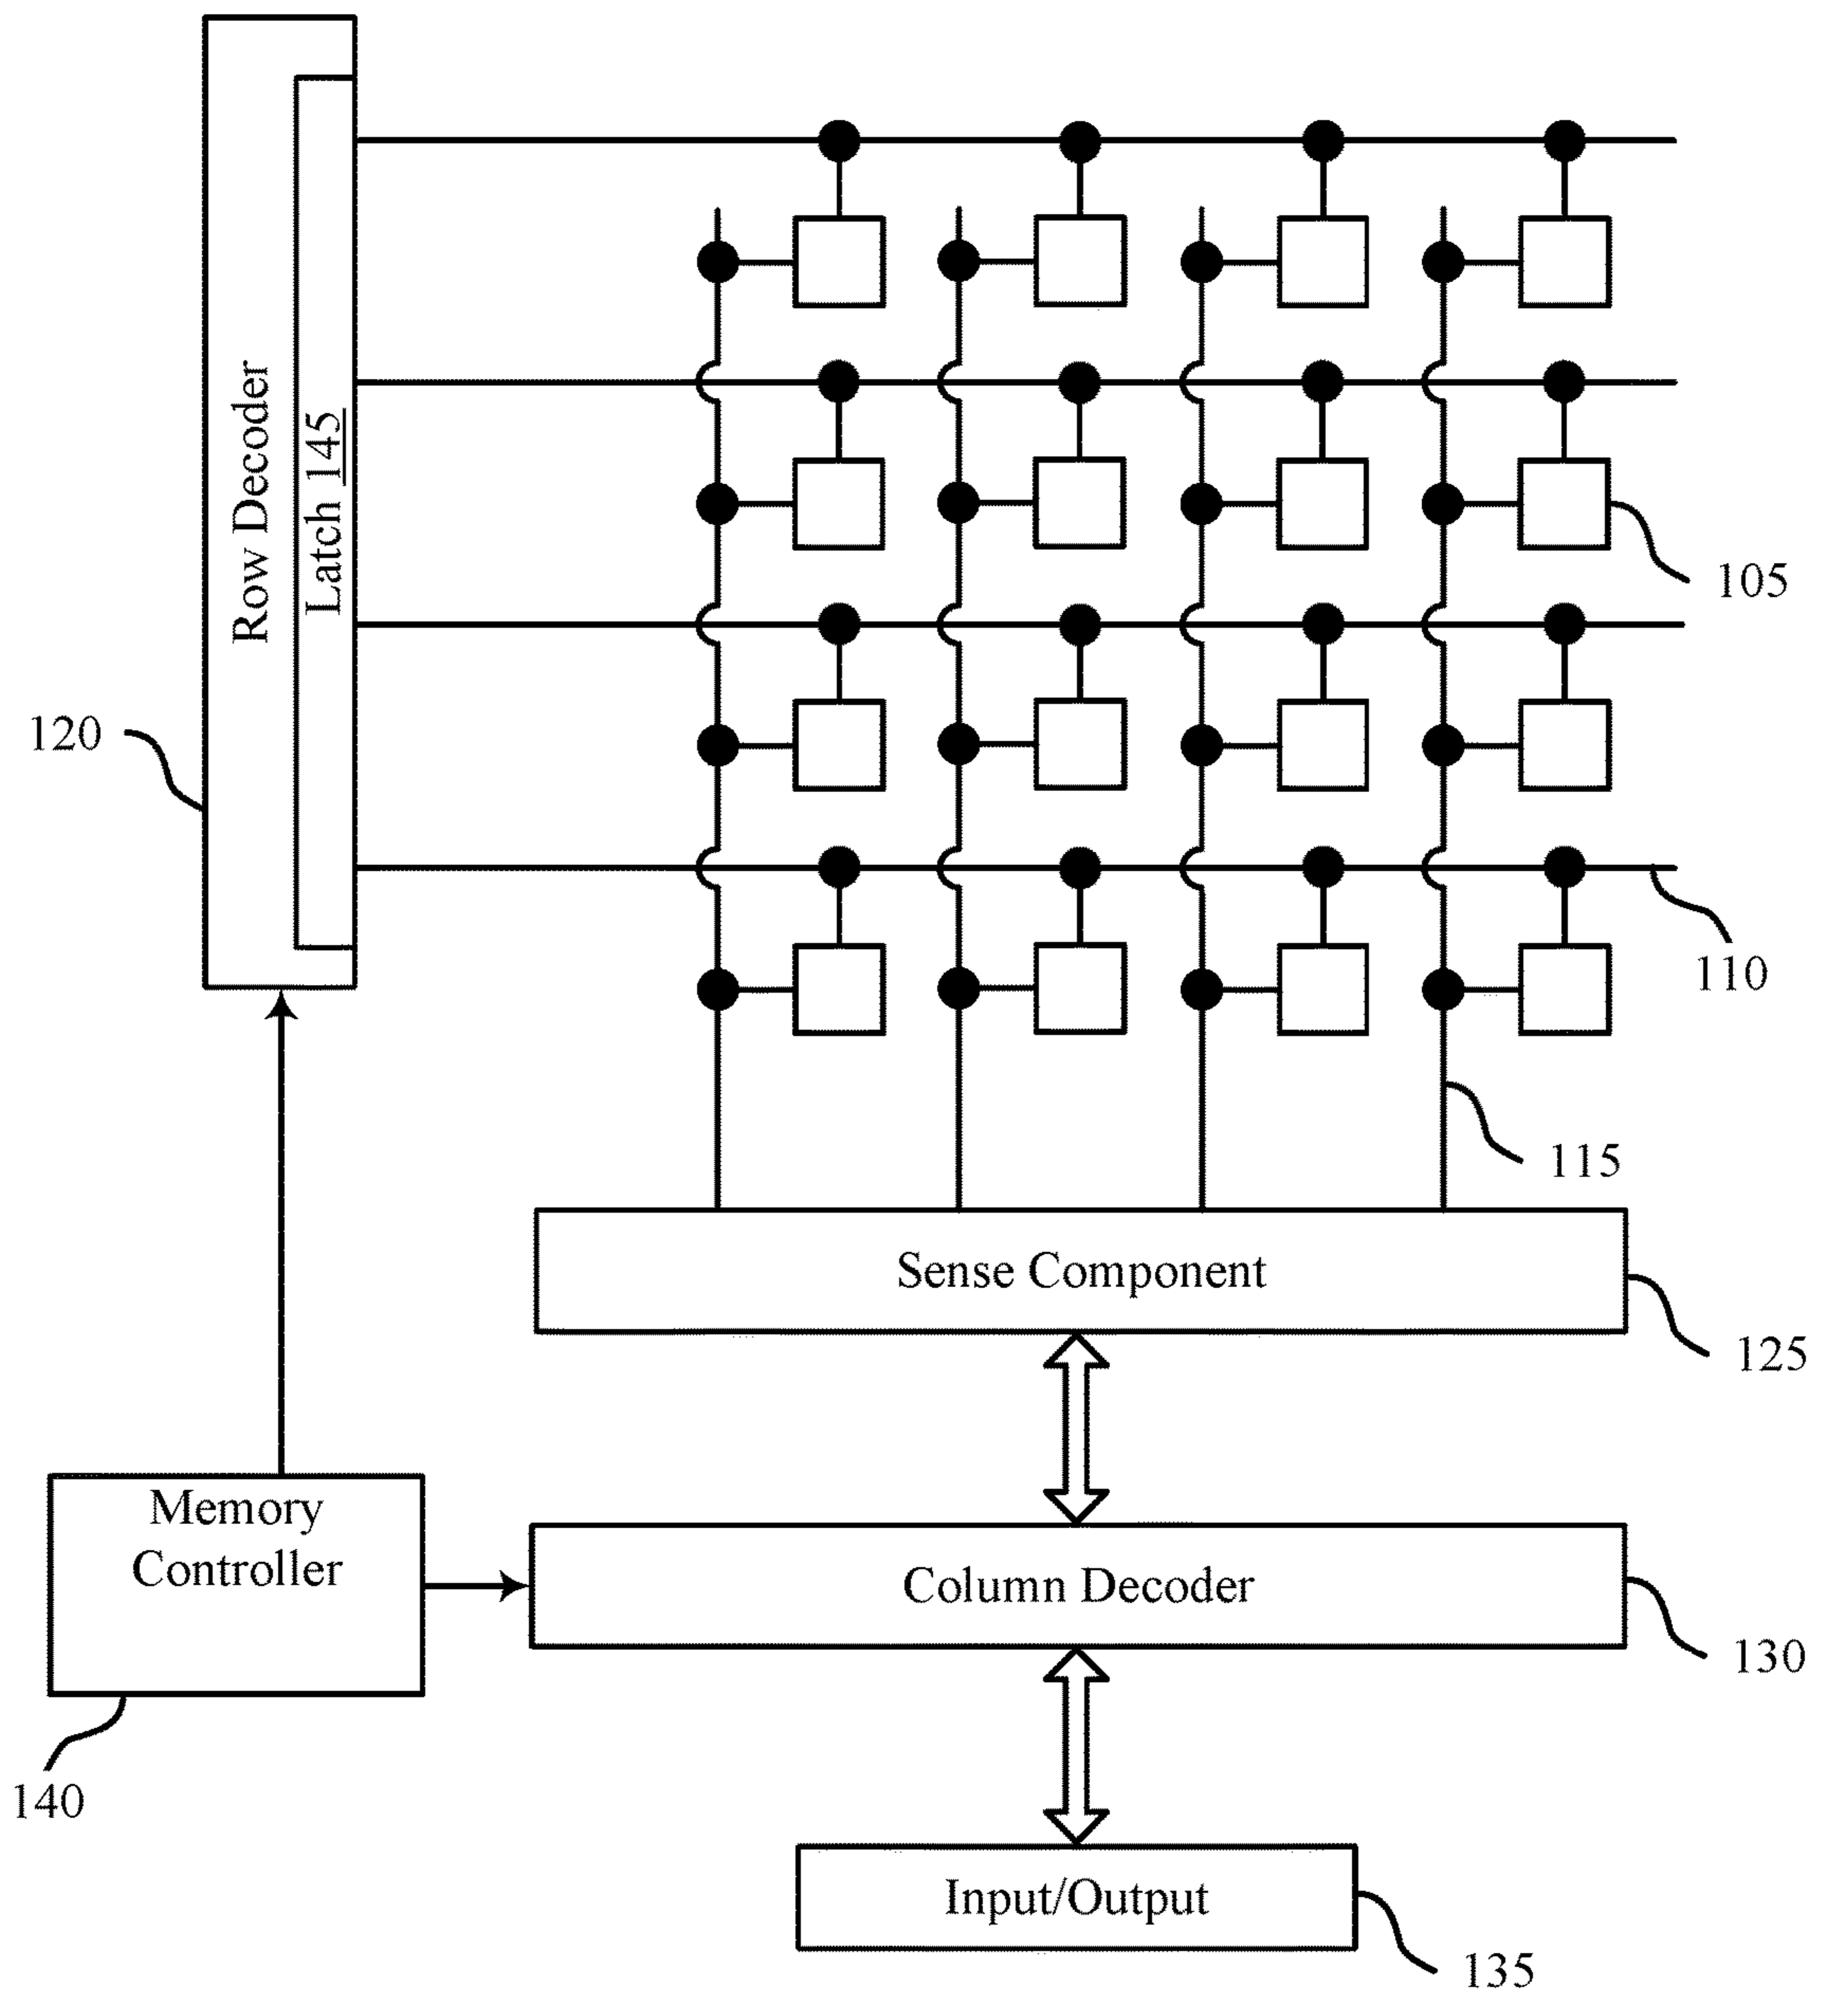 Row Decoder
Latch 145
120
105
110
115
Sense Component
125
Memory
Controller
Column Decoder
130
140
Input/Output
135